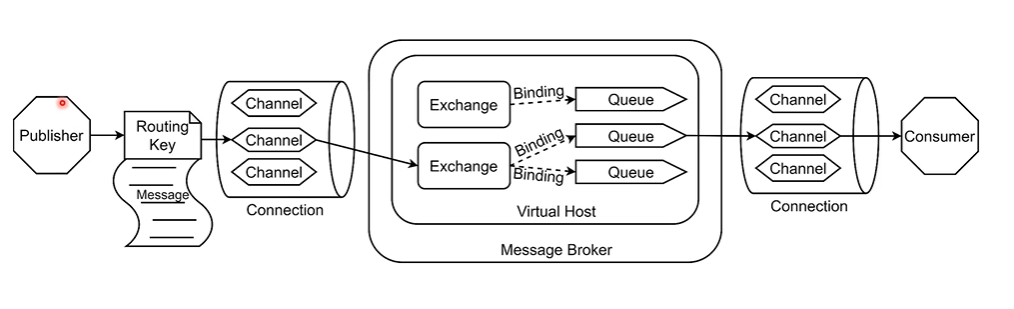 Publisher
Routing
Key
Message
Channel
Channel
Channel
Connection
Exchange
Exchange
Binding
Binding
Binding
Queue
Queue
Queue
Virtual Host
Message Broker
Channel
Channel
Channel
Connection
Consumer